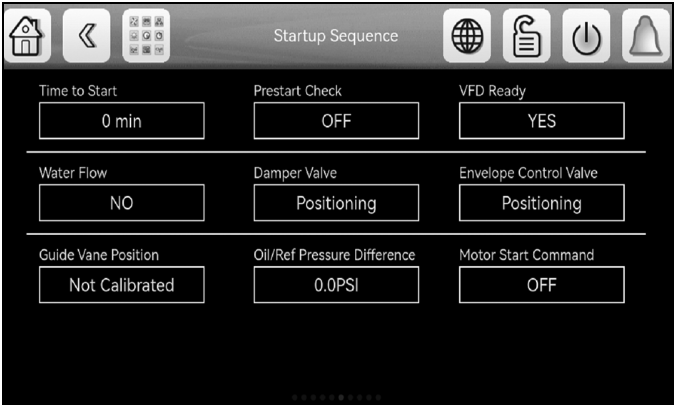 Startup Sequence
Time to Start
Prestart Check
VFD Ready
0 min
OFF
YES
Water Flow
Damper Valve
Envelope Control Valve
NO
Positioning
Positioning
Guide Vane Position
Oil/Ref Pressure Difference
Motor Start Command
Not Calibrated
0.0PSI
OFF